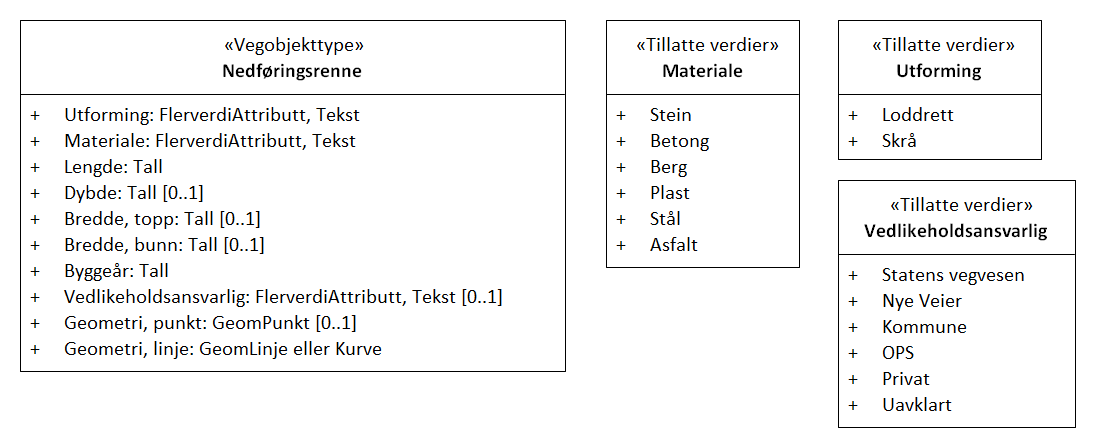 «Vegobjekttype»
Nedføringsrenne
+ Utforming: FlerverdiAttributt, Tekst
+ Materiale: FlerverdiAttributt, Tekst
+ Lengde: Tall
+ Dybde: Tall [0..1]
+ Bredde, topp: Tall [0..1]
+ Bredde, bunn: Tall [0..1]
+ Byggeår: Tall
+ Vedlikeholdsansvarlig: FlerverdiAttributt, Tekst [0..1]
+ Geometri, punkt: GeomPunkt [0..1]
+ Geometri, linje: GeomLinje eller Kurve
«Tillatte verdier»
Materiale
+ Stein
+ Betong
+ Berg
+ Plast
+ Stål
+ Asfalt
«Tillatte verdier»
Utforming
+ Loddrett
+ Skrå
«Tillatte verdier»
Vedlikeholdsansvarlig
+ Statens vegvesen
+ Nye Veier
+ Kommune
+ OPS
+ Privat
+ Uavklart